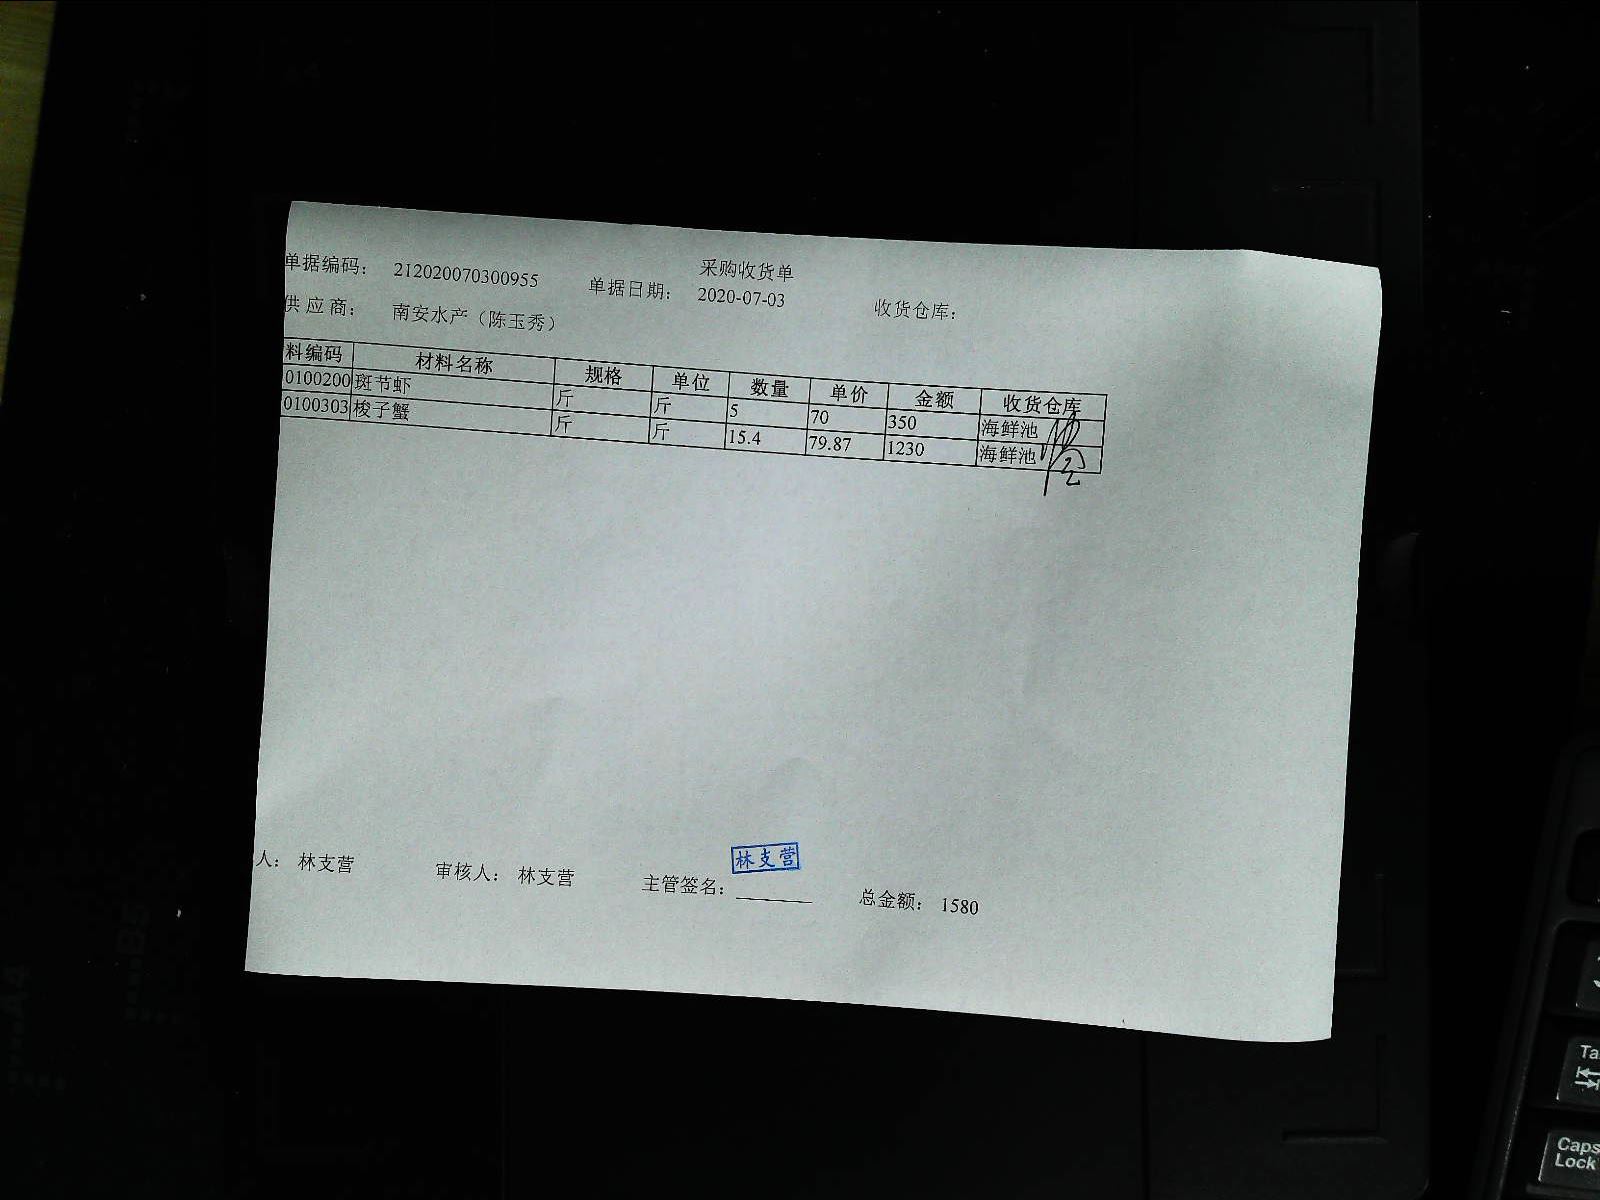 采购收货单
单据编码： 212020070300955 单据日期： 2020-07-03 收货仓库：
供应商： 南安水产（陈玉秀）
料编码 材料名称 规格 单位 数量 单价 金额 收货仓库
0100200 斑节虾 斤 斤 5 70 350 海鲜池
0100303 梭子蟹 斤 斤 15.4 79.87 1230 海鲜池
林支营
人： 林支营 审核人： 林支营 主管签名： 总金额： 1580
A4
B5
Caps
Lock